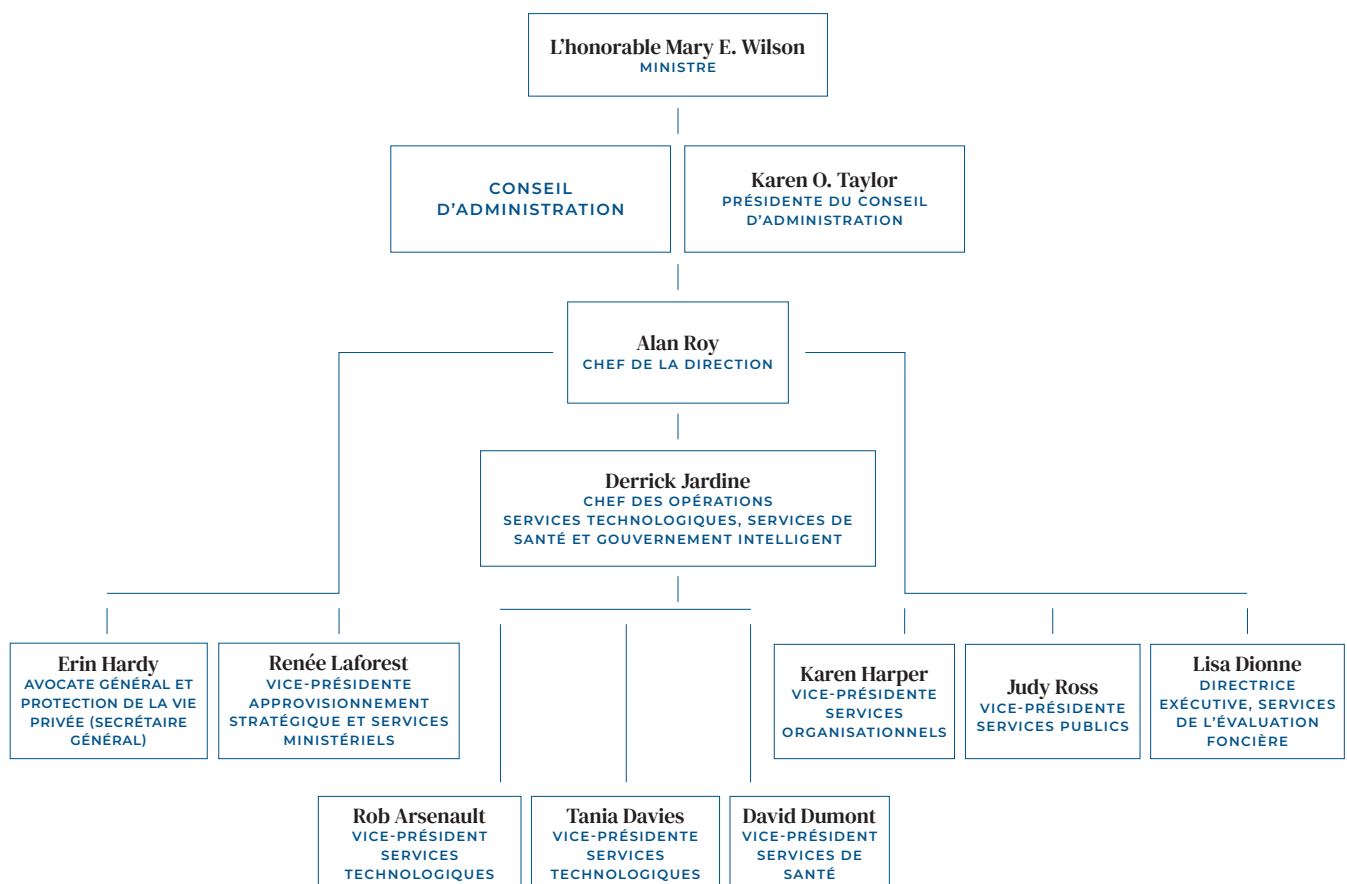 L'honorable Mary E. Wilson
MINISTRE
CONSEIL
D'ADMINISTRATION
Karen O. Taylor
PRÉSIDENTE DU CONSEIL
D'ADMINISTRATION
Alan Roy
CHEF DE LA DIRECTION
Derrick Jardine
CHEF DES OPÉRATIONS
SERVICES TECHNOLOGIQUES, SERVICES DE
SANTÉ ET GOUVERNEMENT INTELLIGENT
Erin Hardy
AVOCATE GÉNÉRAL ET
PROTECTION DE LA VIE
PRIVÉE (SECRÉTAIRE
GÉNÉRAL)
Renée Laforest
VICE-PRÉSIDENTE
APPROVISIONNEMENT
STRATÉGIQUE ET SERVICES
MINISTÉRIELS
Karen Harper
VICE-PRÉSIDENTE
SERVICES
ORGANISATIONNELS
Judy Ross
VICE-PRÉSIDENTE
SERVICES PUBLICS
Lisa Dionne
DIRECTRICE
EXÉCUTIVE, SERVICES
DE L'ÉVALUATION
FONCIÈRE
Rob Arsenault
VICE-PRÉSIDENT
SERVICES
TECHNOLOGIQUES
Tania Davies
VICE-PRÉSIDENTE
SERVICES
TECHNOLOGIQUES
David Dumont
VICE-PRÉSIDENT
SERVICES DE
SANTÉ